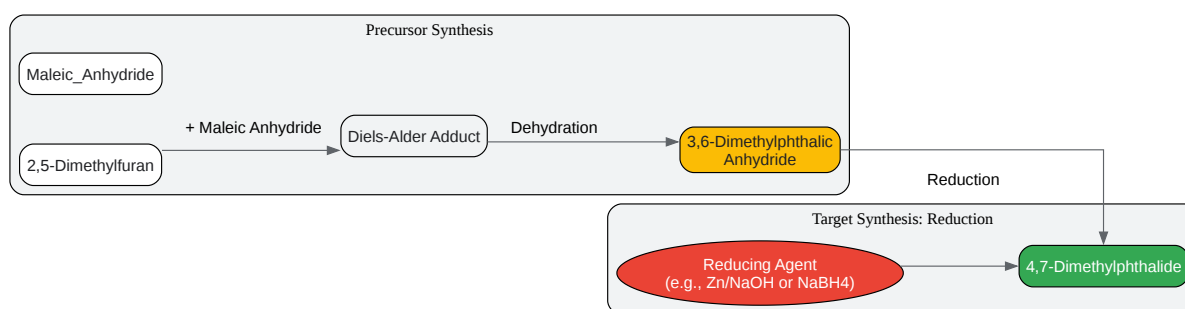 Precursor Synthesis
Maleic_Anhydride
+ Maleic Anhydride
2,5-Dimethylfuran
Diels-Alder Adduct
Dehydration
3,6-Dimethylphthalic
Anhydride
Reduction
Target Synthesis: Reduction
Reducing Agent
(e.g., Zn/NaOH or NaBH4)
4,7-Dimethylphthalide